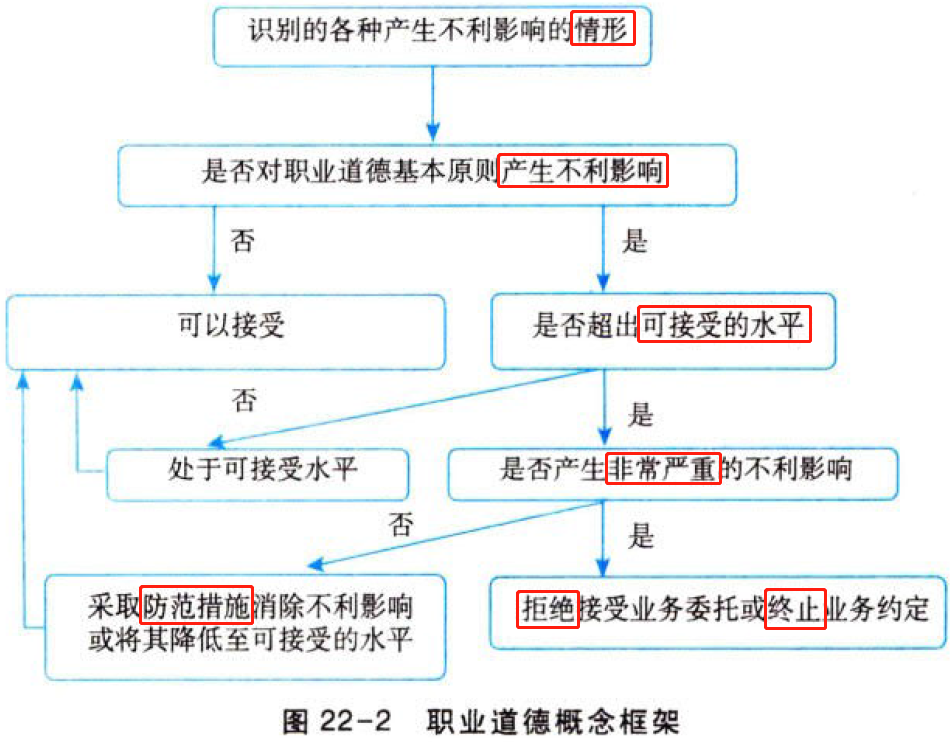 识别的各种产生不利影响的情形
是否对职业道德基本原则产生不利影响
否
是
可以接受
是否超出可接受的水平
否
是
处于可接受水平
是否产生非常严重的不利影响
否
是
采取防范措施消除不利影响
或将其降低至可接受的水平
拒绝接受业务委托或终止业务约定
图 22-2 职业道德概念框架